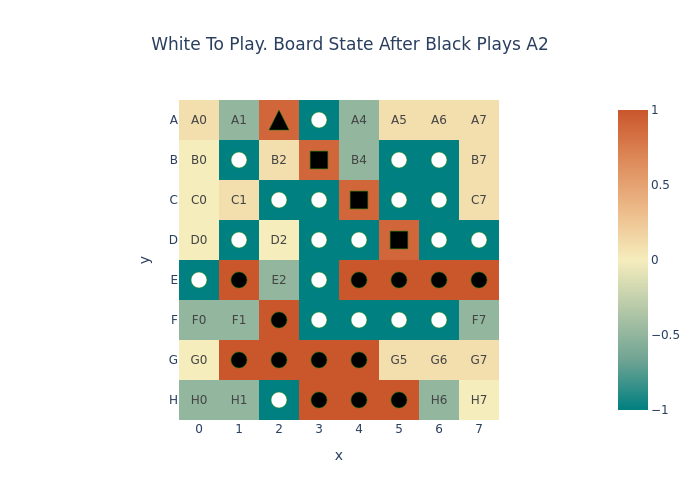 White To Play. Board State After Black Plays A2
A A0 A1 A4 A5 A6 A7
B B0 B2 B4 B7
C C0 C1 C7
D D0 D2
E E2
F F0 F1 F7
G G0 G5 G6 G7
H H0 H1 H6 H7
0 1 2 3 4 5 6 7
x
y
1
0.5
0
−0.5
−1